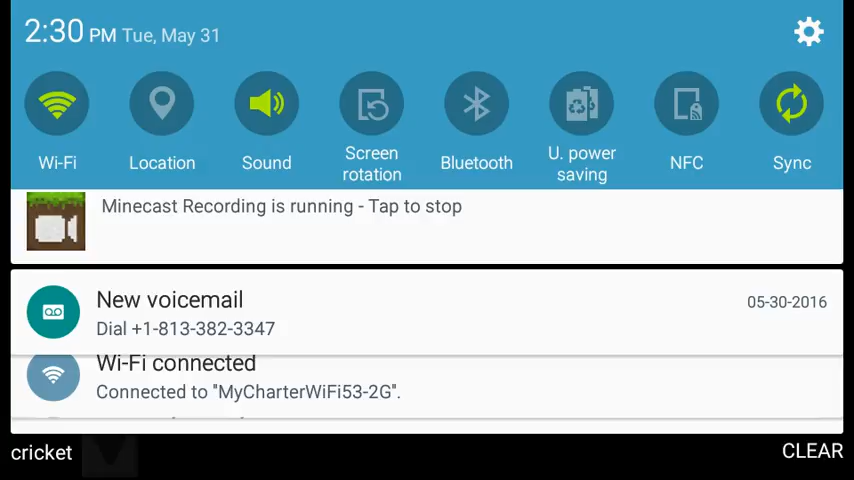 2:30 PM Tue, May 31
Wi-Fi
Location
Sound
Screen
rotation
Bluetooth
U. power
saving
NFC
Sync
Minecast Recording is running - Tap to stop
New voicemail
05-30-2016
Dial +1-813-382-3347
Wi-Fi connected
Connected to "MyCharterWiFi53-2G".
cricket
CLEAR